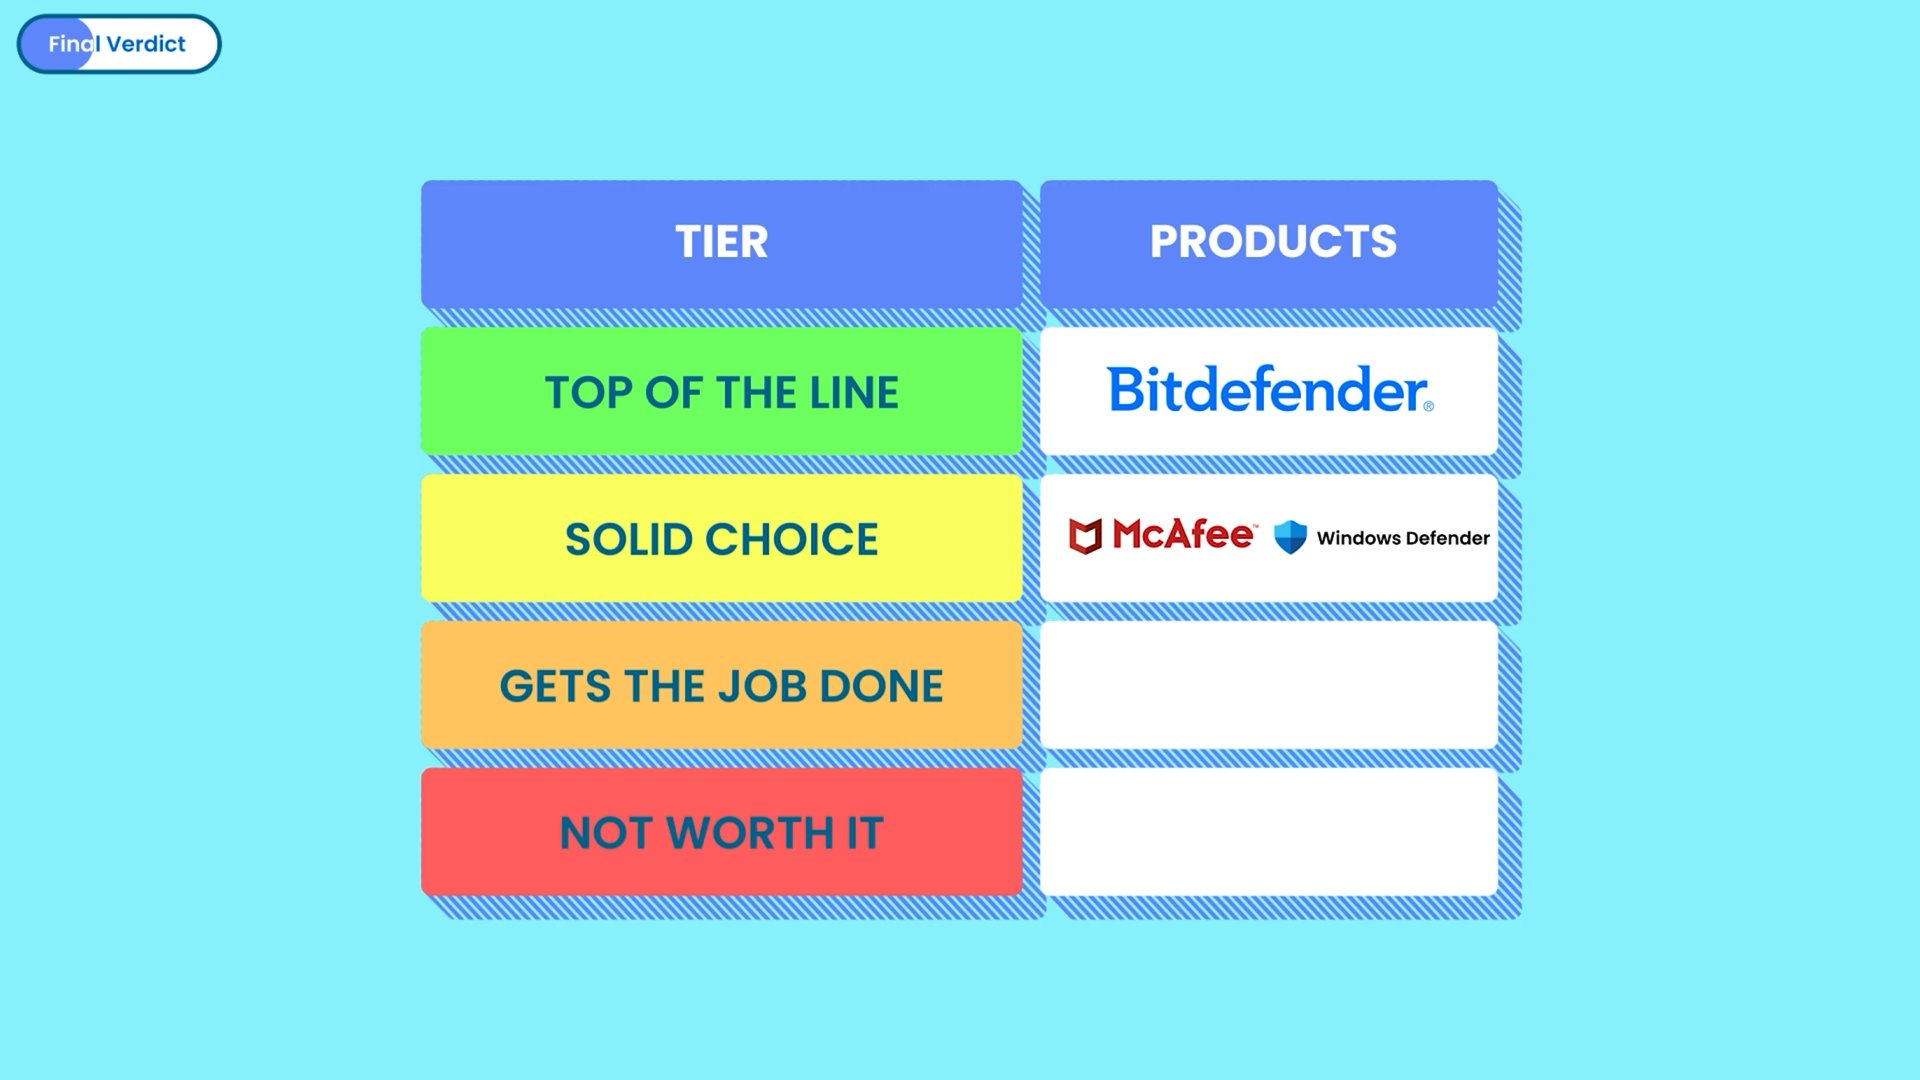 Final Verdict
TIER
PRODUCTS
TOP OF THE LINE
Bitdefender®
SOLID CHOICE
McAfee™
Windows Defender
GETS THE JOB DONE
NOT WORTH IT